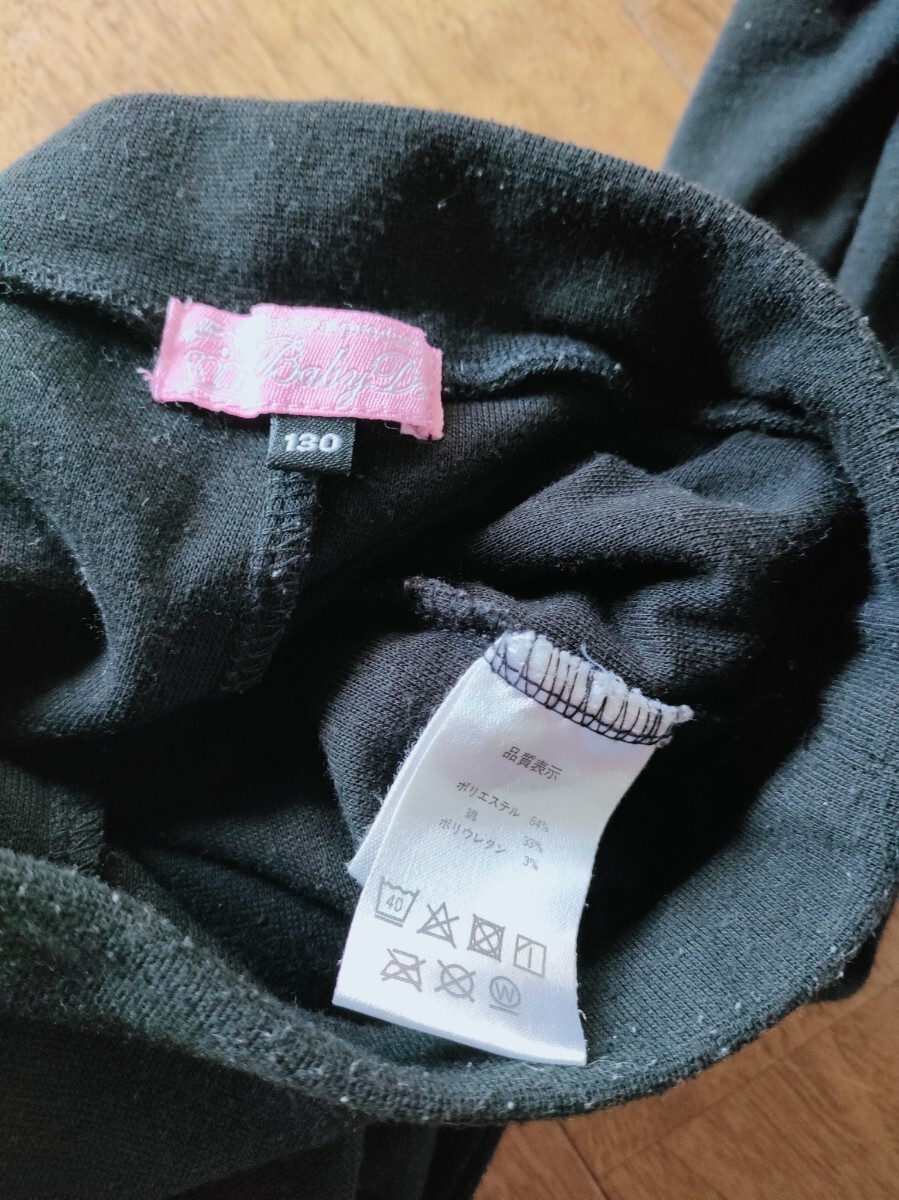 BabyDo
130
品質表示
ポリエステル 64%
綿 33%
ポリウレタン 3%
40
W